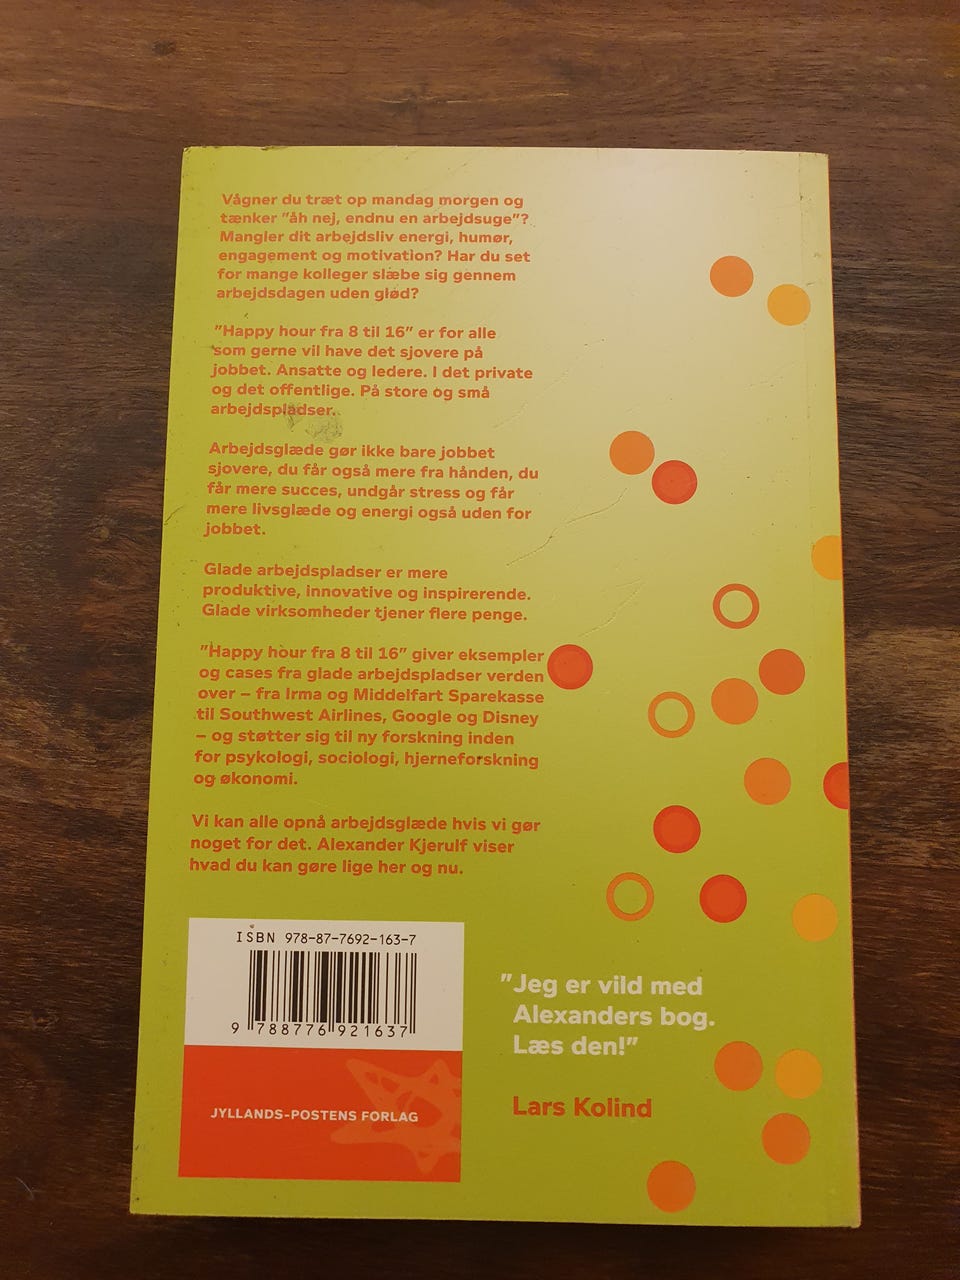 Vågner du træt op mandag morgen og
tænker "åh nej, endnu en arbejdsuge"?
Mangler dit arbejdsliv energi, humør,
engagement og motivation? Har du set
for mange kolleger slæbe sig gennem
arbejdsdagen uden glød?
"Happy hour fra 8 til 16" er for alle
som gerne vil have det sjovere på
jobbet. Ansatte og ledere. I det private
og det offentlige. På store og små
arbejdspladser.
Arbejdsglæde gør ikke bare jobbet
sjovere, du får også mere fra hånden, du
får mere succes, undgår stress og får
mere livsglæde og energi også uden for
jobbet.
Glade arbejdspladser er mere
produktive, innovative og inspirerende.
Glade virksomheder tjener flere penge.
"Happy hour fra 8 til 16" giver eksempler
og cases fra glade arbejdspladser verden
over – fra Irma og Middelfart Sparekasse
til Southwest Airlines, Google og Disney
– og støtter sig til ny forskning inden
for psykologi, sociologi, hjerneforskning
og økonomi.
Vi kan alle opnå arbejdsglæde hvis vi gør
noget for det. Alexander Kjerulf viser
hvad du kan gøre lige her og nu.
ISBN 978-87-7692-163-7
9 788776 921637
JYLLANDS-POSTENS FORLAG
"Jeg er vild med
Alexanders bog.
Læs den!"
Lars Kolind